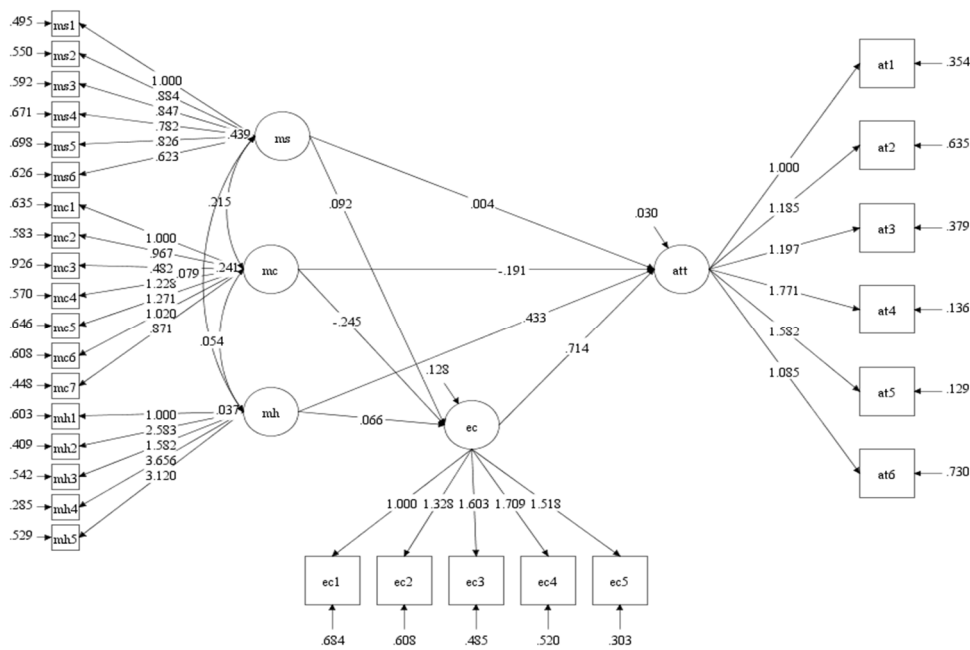 .495 ms1
.550 ms2
.592 ms3
.671 ms4
.698 ms5
.626 ms6
.635 mc1
.583 mc2
.926 mc3
.570 mc4
.646 mc5
.608 mc6
.448 mc7
.603 mh1
.409 mh2
.542 mh3
.285 mh4
.529 mh5
1.000
.884
.847
.782
.826
.623
.439
ms
1.000
.967
.482
1.228
1.271
1.020
.871
.241
mc
1.000
2.583
1.582
3.656
3.120
.037
mh
.215
.079
.054
.092
.004
-.191
-.245
.433
.066
.714
.128
ec
.030
att
1.000
1.185
1.197
1.771
1.582
1.085
at1 .354
at2 .635
at3 .379
at4 .136
at5 .129
at6 .730
1.000 1.328 1.603 1.709 1.518
ec1 ec2 ec3 ec4 ec5
.684 .608 .485 .520 .303